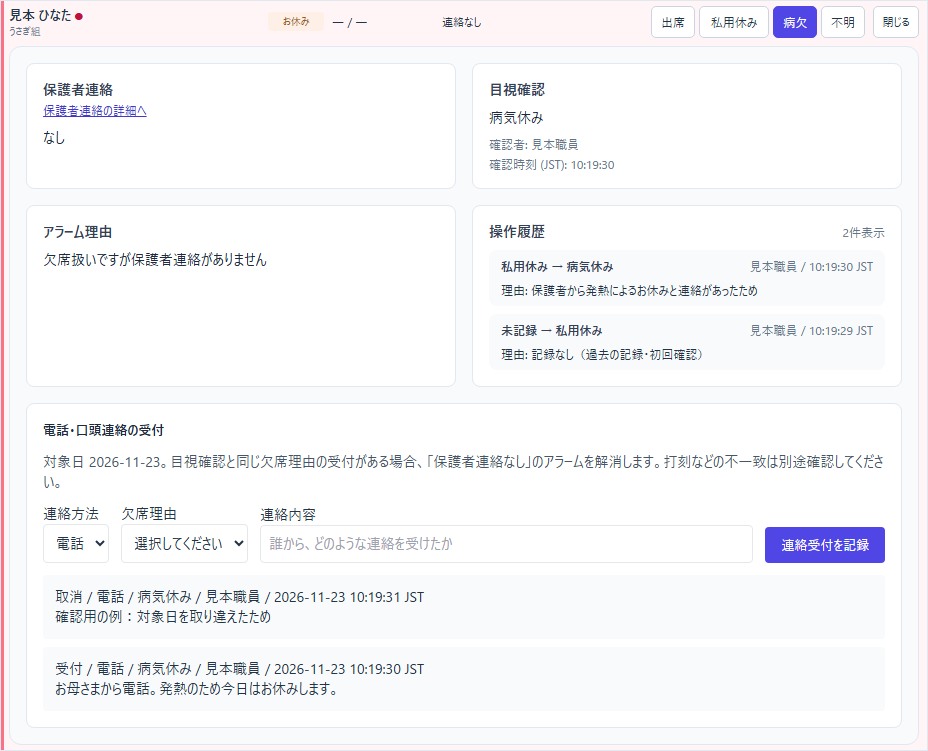 見本 ひなた
うさぎ組
お休み
— / —
連絡なし
出席
私用休み
病欠
不明
閉じる
保護者連絡
保護者連絡の詳細へ
なし
目視確認
病気休み
確認者: 見本職員
確認時刻 (JST): 10:19:30
アラーム理由
欠席扱いですが保護者連絡がありません
操作履歴
2件表示
私用休み → 病気休み
見本職員 / 10:19:30 JST
理由: 保護者から発熱によるお休みと連絡があったため
未記録 → 私用休み
見本職員 / 10:19:29 JST
理由: 記録なし（過去の記録・初回確認）
電話・口頭連絡の受付
対象日 2026-11-23。目視確認と同じ欠席理由の受付がある場合、「保護者連絡なし」のアラームを解消します。打刻などの不一致は別途確認してくださ
い。
連絡方法
欠席理由
連絡内容
電話
選択してください
誰から、どのような連絡を受けたか
連絡受付を記録
取消 / 電話 / 病気休み / 見本職員 / 2026-11-23 10:19:31 JST
確認用の例：対象日を取り違えたため
受付 / 電話 / 病気休み / 見本職員 / 2026-11-23 10:19:30 JST
お母さまから電話。発熱のため今日はお休みします。